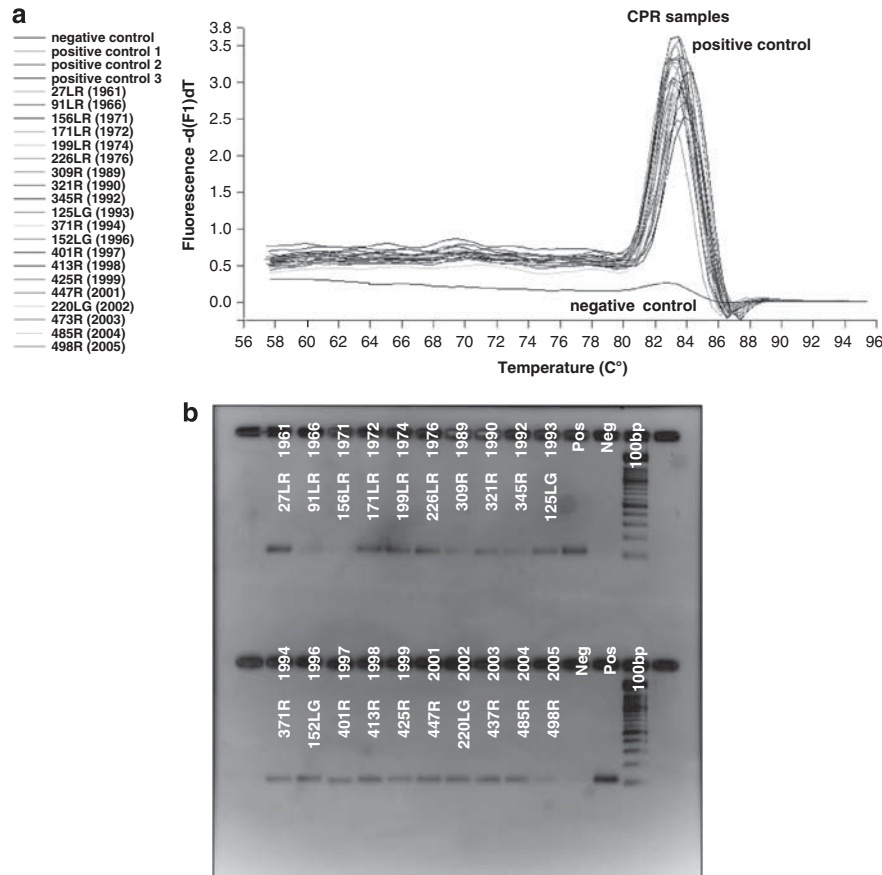 a
negative control
positive control 1
positive control 2
positive control 3
27LR (1961)
91LR (1966)
156LR (1971)
171LR (1972)
199LR (1974)
226LR (1976)
309R (1989)
321R (1990)
345R (1992)
125LG (1993)
371R (1994)
152LG (1996)
401R (1997)
413R (1998)
425R (1999)
447R (2001)
220LG (2002)
473R (2003)
485R (2004)
498R (2005)
CPR samples
positive control
negative control
Fluorescence -d(F1)dT
3.8
3.5
3.0
2.5
2.0
1.5
1.0
0.5
0.0
56 58 60 62 64 66 68 70 72 74 76 78 80 82 84 86 88 90 92 94 96
Temperature (C°)
b
27LR 1961
91LR 1966
156LR 1971
171LR 1972
199LR 1974
226LR 1976
309R 1989
321R 1990
345R 1992
125LG 1993
Pos
Neg
100bp
371R 1994
152LG 1996
401R 1997
413R 1998
425R 1999
447R 2001
220LG 2002
437R 2003
485R 2004
498R 2005
Neg
Pos
100bp